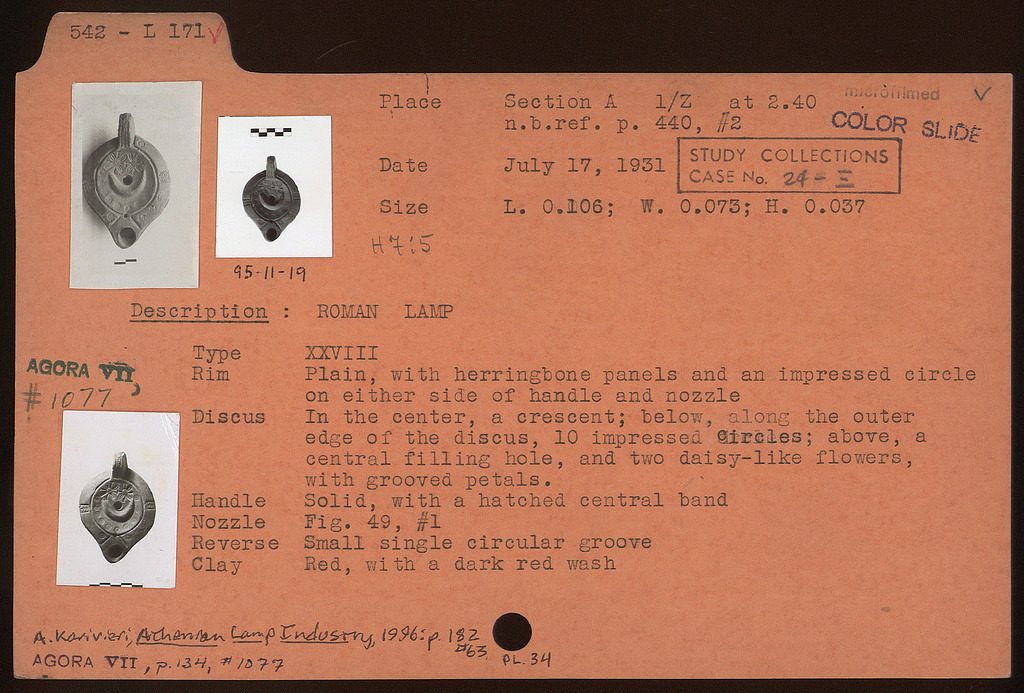 542 - L 171 ✓
Place Section A 1/Z at 2.40
n.b.ref. p. 440, #2
microfilmed ✓
COLOR SLIDE
Date July 17, 1931
STUDY COLLECTIONS
CASE No. 24 - II
Size L. 0.106; W. 0.073; H. 0.037
H 7:5
95-11-19
Description : ROMAN LAMP
AGORA VII,
# 1077
Type XXVIII
Rim Plain, with herringbone panels and an impressed circle
on either side of handle and nozzle
Discus In the center, a crescent; below, along the outer
edge of the discus, 10 impressed circles; above, a
central filling hole, and two daisy-like flowers,
with grooved petals.
Handle Solid, with a hatched central band
Nozzle Fig. 49, #1
Reverse Small single circular groove
Clay Red, with a dark red wash
A. Karivieri, Athenian Lamp Industry, 1996: p. 182
#63
AGORA VII, p.134, #1077 PL. 34